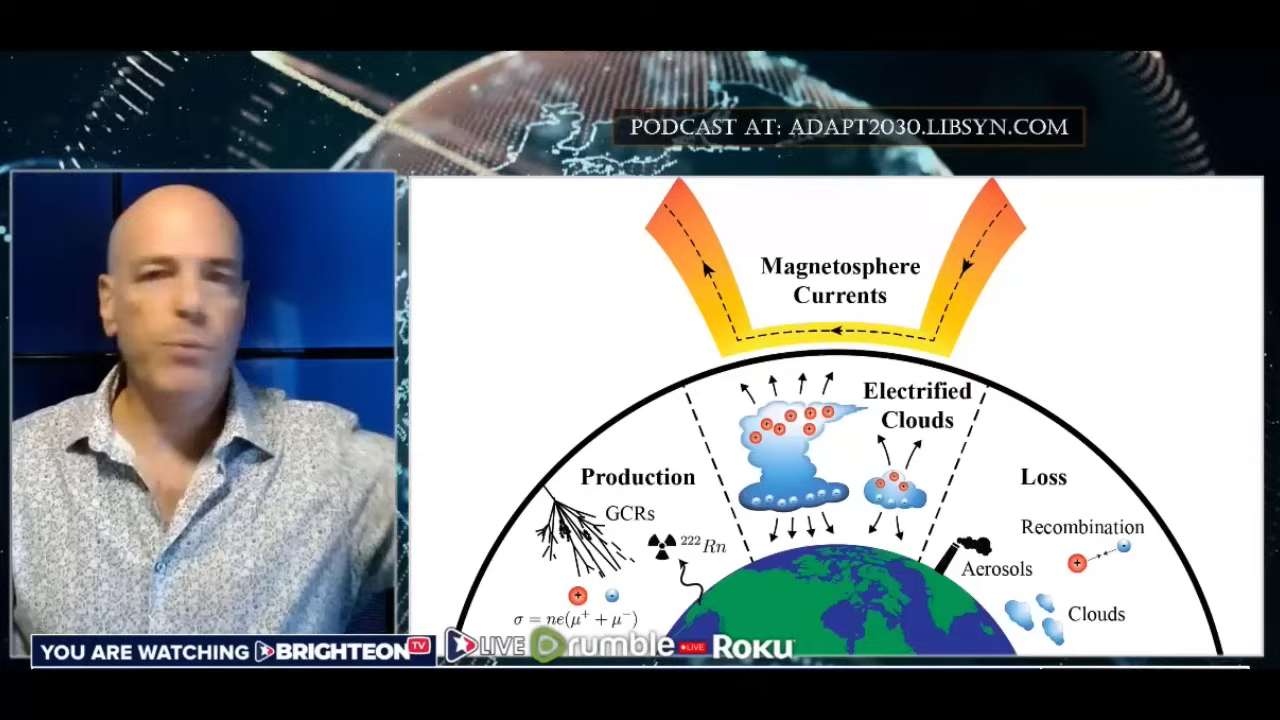 PODCAST AT: ADAPT2030.LIBSYN.COM
Magnetosphere
Currents
Electrified
Clouds
Production
GCRs
²²²Rn
σ = ne(μ⁺ + μ⁻)
Loss
Recombination
Aerosols
Clouds
YOU ARE WATCHING BRIGHTEON TV
LIVE rumble LIVE Roku